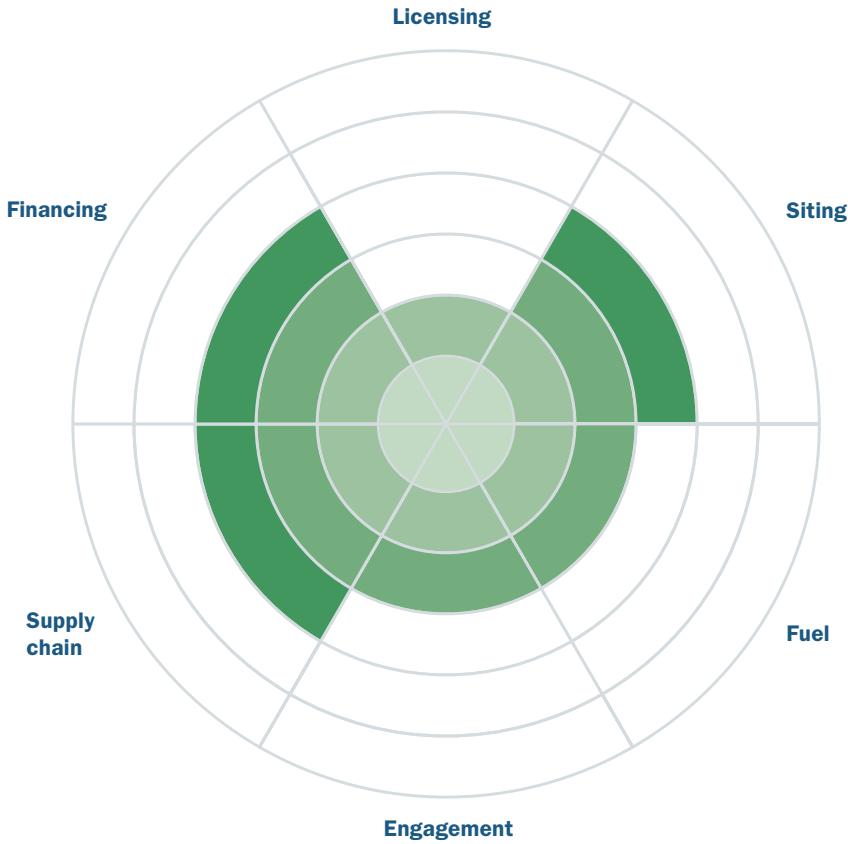 Licensing
Financing
Siting
Supply
chain
Fuel
Engagement